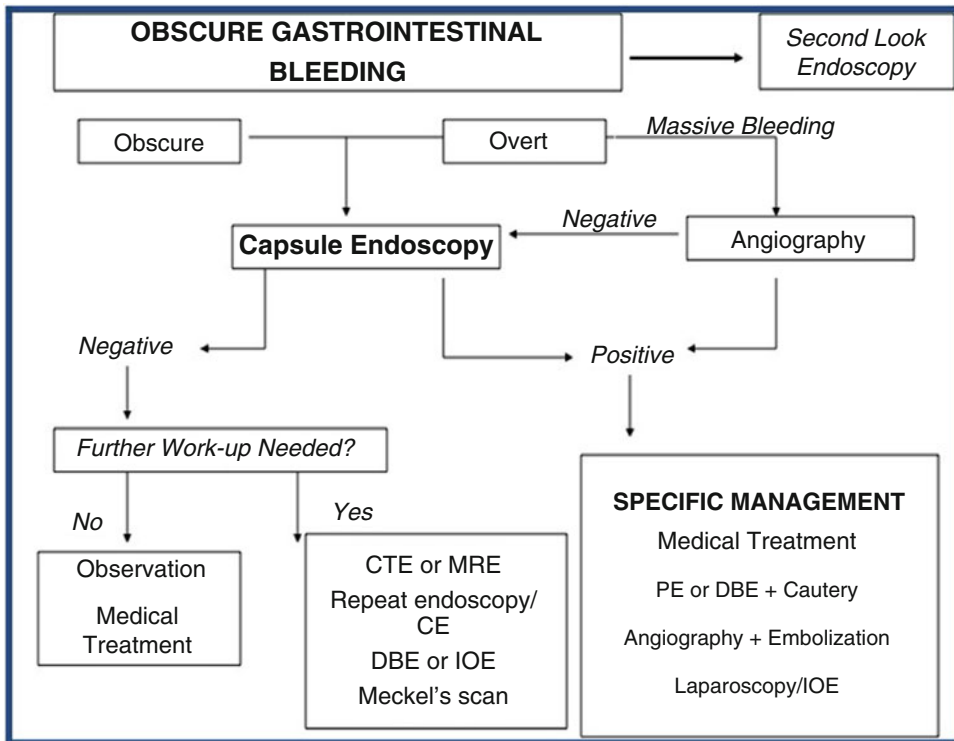 OBSCURE GASTROINTESTINAL
BLEEDING
Second Look
Endoscopy
Obscure
Overt
Massive Bleeding
Capsule Endoscopy
Negative
Angiography
Negative
Positive
Further Work-up Needed?
No
Yes
Observation
Medical
Treatment
CTE or MRE
Repeat endoscopy/
CE
DBE or IOE
Meckel's scan
SPECIFIC MANAGEMENT
Medical Treatment
PE or DBE + Cautery
Angiography + Embolization
Laparoscopy/IOE